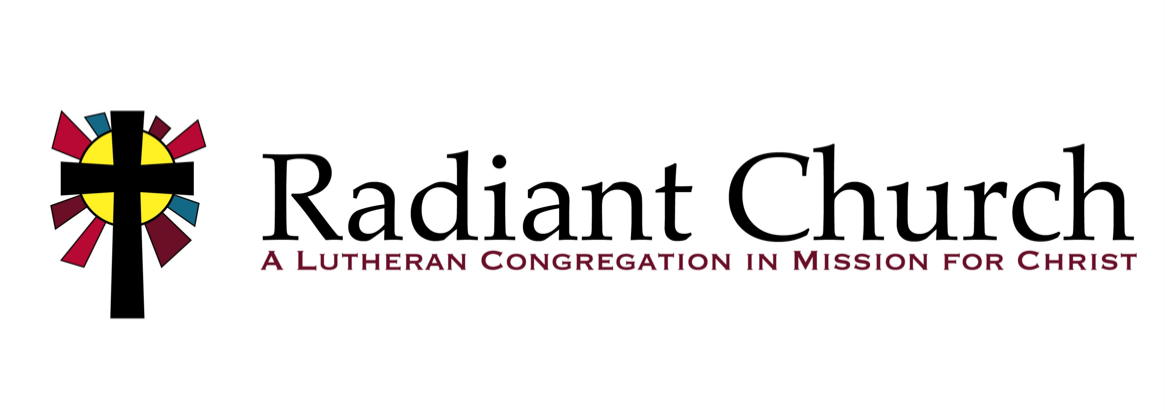 Radiant Church
A Lutheran Congregation in Mission for Christ